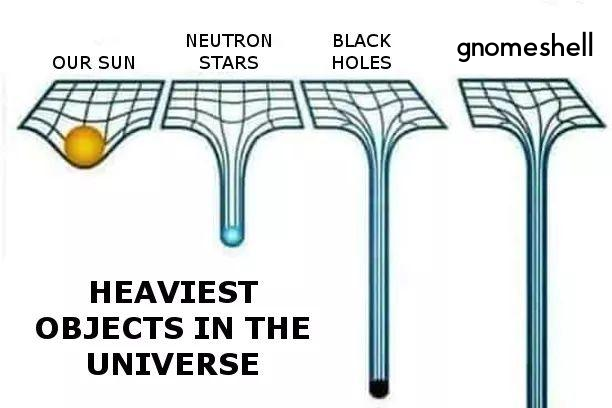 OUR SUN
NEUTRON
STARS
BLACK
HOLES
gnomeshell
HEAVIEST
OBJECTS IN THE
UNIVERSE